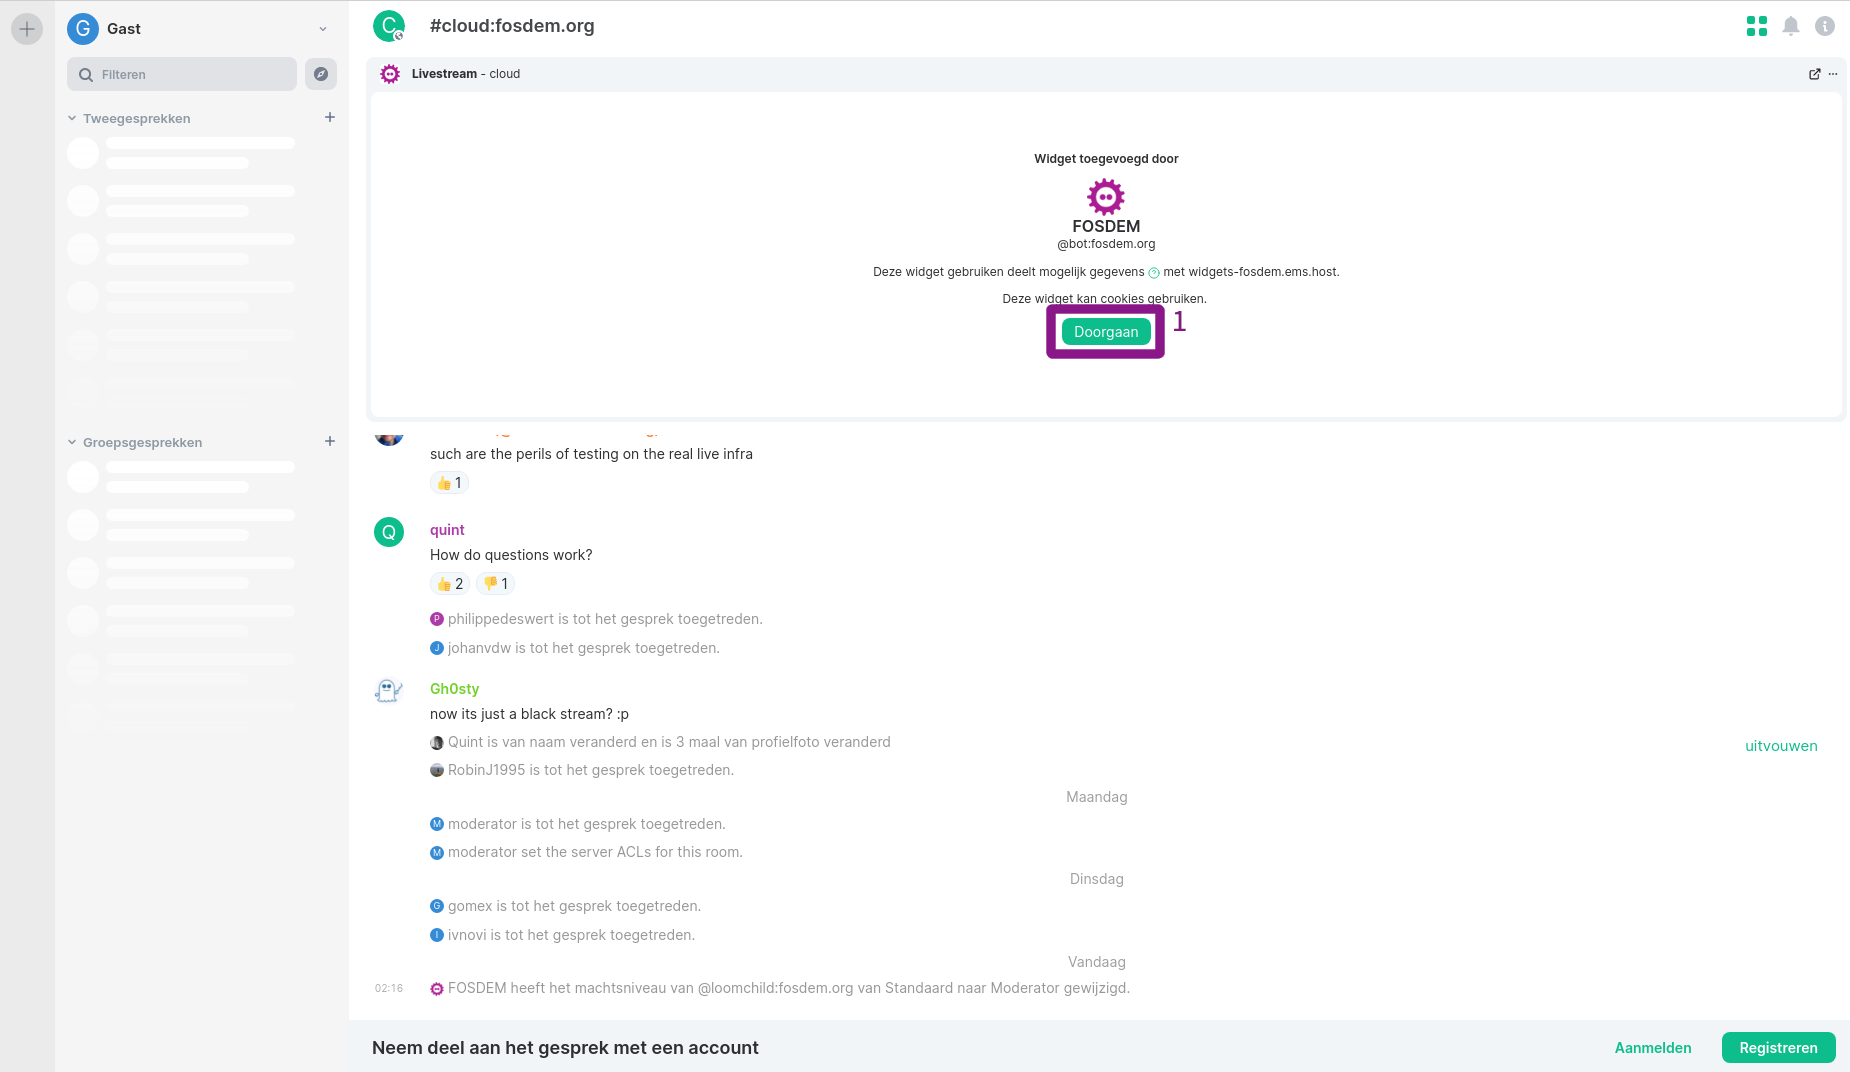 G Gast
Filteren
Tweegesprekken
Groepsgesprekken
C #cloud:fosdem.org
Livestream - cloud
Widget toegevoegd door
FOSDEM
@bot:fosdem.org
Deze widget gebruiken deelt mogelijk gegevens ? met widgets-fosdem.ems.host.
Deze widget kan cookies gebruiken.
Doorgaan 1
such are the perils of testing on the real live infra
👍 1
Q quint
How do questions work?
👍 2 👎 1
P philippedeswert is tot het gesprek toegetreden.
J johanvdw is tot het gesprek toegetreden.
Gh0sty
now its just a black stream? :p
Quint is van naam veranderd en is 3 maal van profielfoto veranderd
uitvouwen
RobinJ1995 is tot het gesprek toegetreden.
Maandag
M moderator is tot het gesprek toegetreden.
M moderator set the server ACLs for this room.
Dinsdag
G gomex is tot het gesprek toegetreden.
I ivnovi is tot het gesprek toegetreden.
Vandaag
02:16 FOSDEM heeft het machtsniveau van @loomchild:fosdem.org van Standaard naar Moderator gewijzigd.
Neem deel aan het gesprek met een account
Aanmelden Registreren